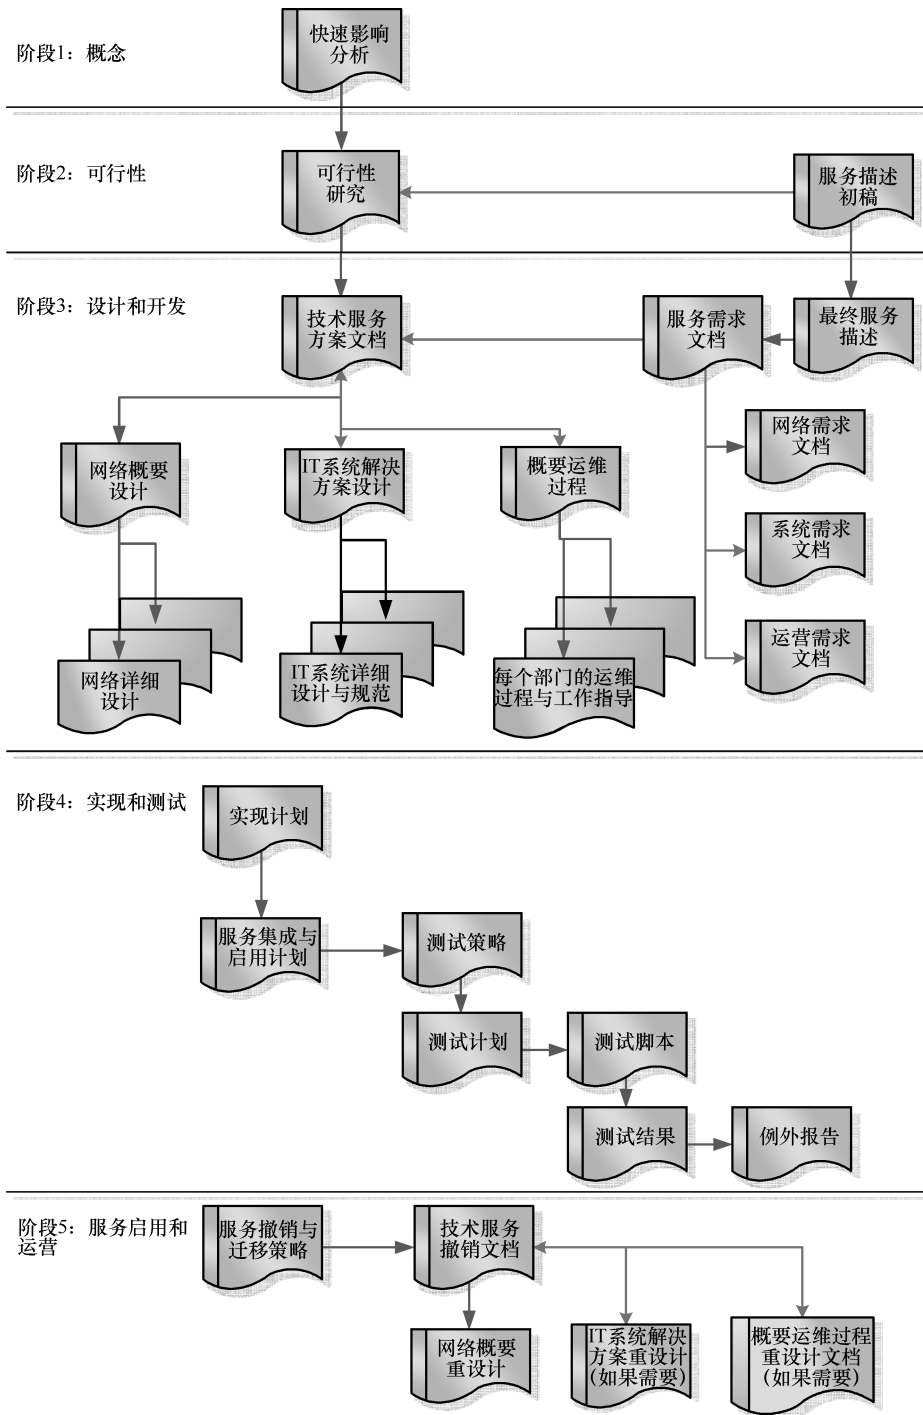 阶段1：概念
快速影响
分析
阶段2：可行性
可行性
研究
服务描述
初稿
阶段3：设计和开发
技术服务
方案文档
服务需求
文档
最终服务
描述
网络需求
文档
网络概要
设计
IT系统解决
方案设计
概要运维
过程
系统需求
文档
运营需求
文档
网络详细
设计
IT系统详细
设计与规范
每个部门的运维
过程与工作指导
阶段4：实现和测试
实现计划
服务集成与
启用计划
测试策略
测试计划
测试脚本
测试结果
例外报告
阶段5：服务启用和
运营
服务撤销与
迁移策略
技术服务
撤销文档
网络概要
重设计
IT系统解决
方案重设计
（如果需要）
概要运维过程
重设计文档
（如果需要）